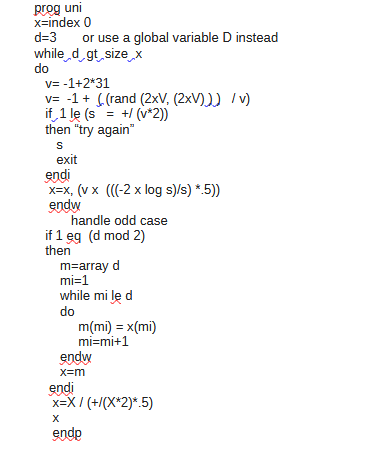 prog uni
x=index 0
d=3 or use a global variable D instead
while d gt size x
do
v= -1+2*31
v= -1 + ( (rand (2xV, (2xV) ) ) / v)
if 1 le (s = +/ (v*2))
then “try again”
s
exit
endi
x=x, (v x (((-2 x log s)/s) *.5))
endw
handle odd case
if 1 eq (d mod 2)
then
m=array d
mi=1
while mi le d
do
m(mi) = x(mi)
mi=mi+1
endw
x=m
endi
x=X / (+/(X*2)*.5)
x
endp